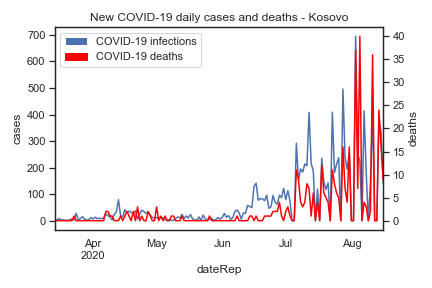 New COVID-19 daily cases and deaths - Kosovo
COVID-19 infections
COVID-19 deaths
700
600
500
400
300
200
100
0
cases
40
35
30
25
20
15
10
5
0
deaths
Apr
2020
May
Jun
Jul
Aug
dateRep